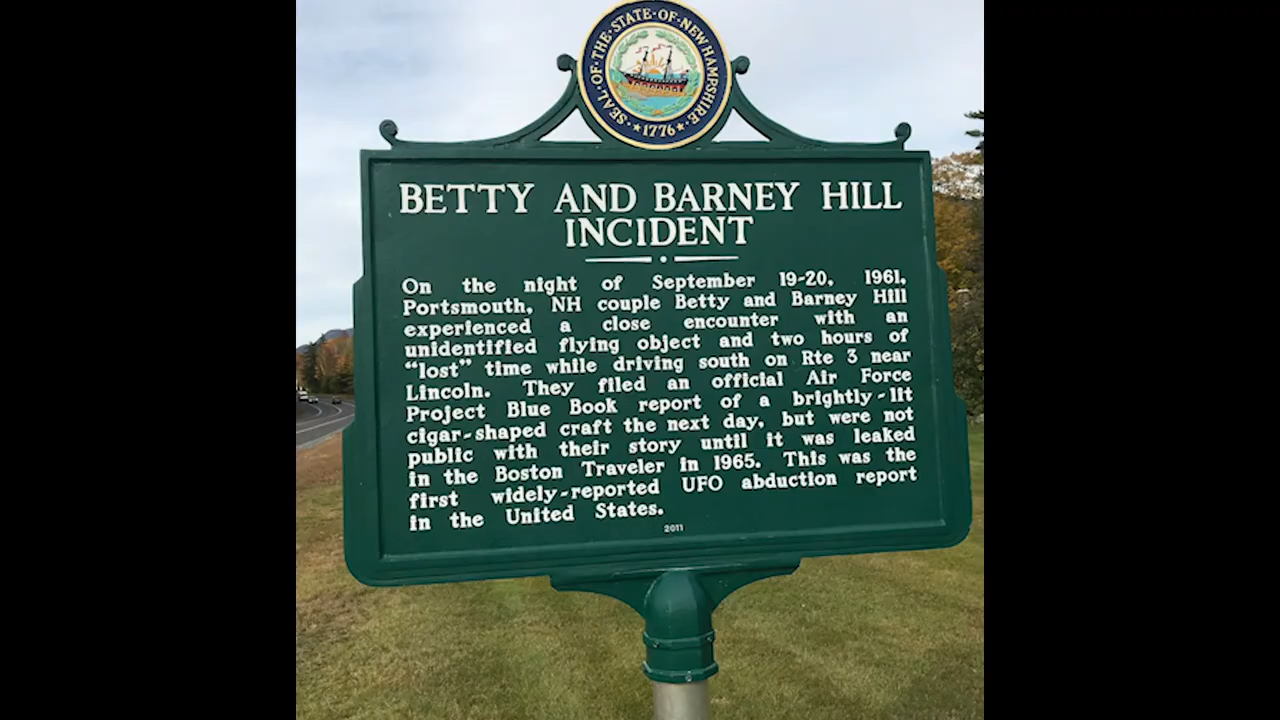 SEAL·OF·THE·STATE·OF·NEW HAMPSHIRE·
★1776★
BETTY AND BARNEY HILL
INCIDENT
On the night of September 19-20, 1961,
Portsmouth, NH couple Betty and Barney Hill
experienced a close encounter with an
unidentified flying object and two hours of
"lost" time while driving south on Rte 3 near
Lincoln. They filed an official Air Force
Project Blue Book report of a brightly-lit
cigar-shaped craft the next day, but were not
public with their story until it was leaked
in the Boston Traveler in 1965. This was the
first widely-reported UFO abduction report
in the United States.
2011